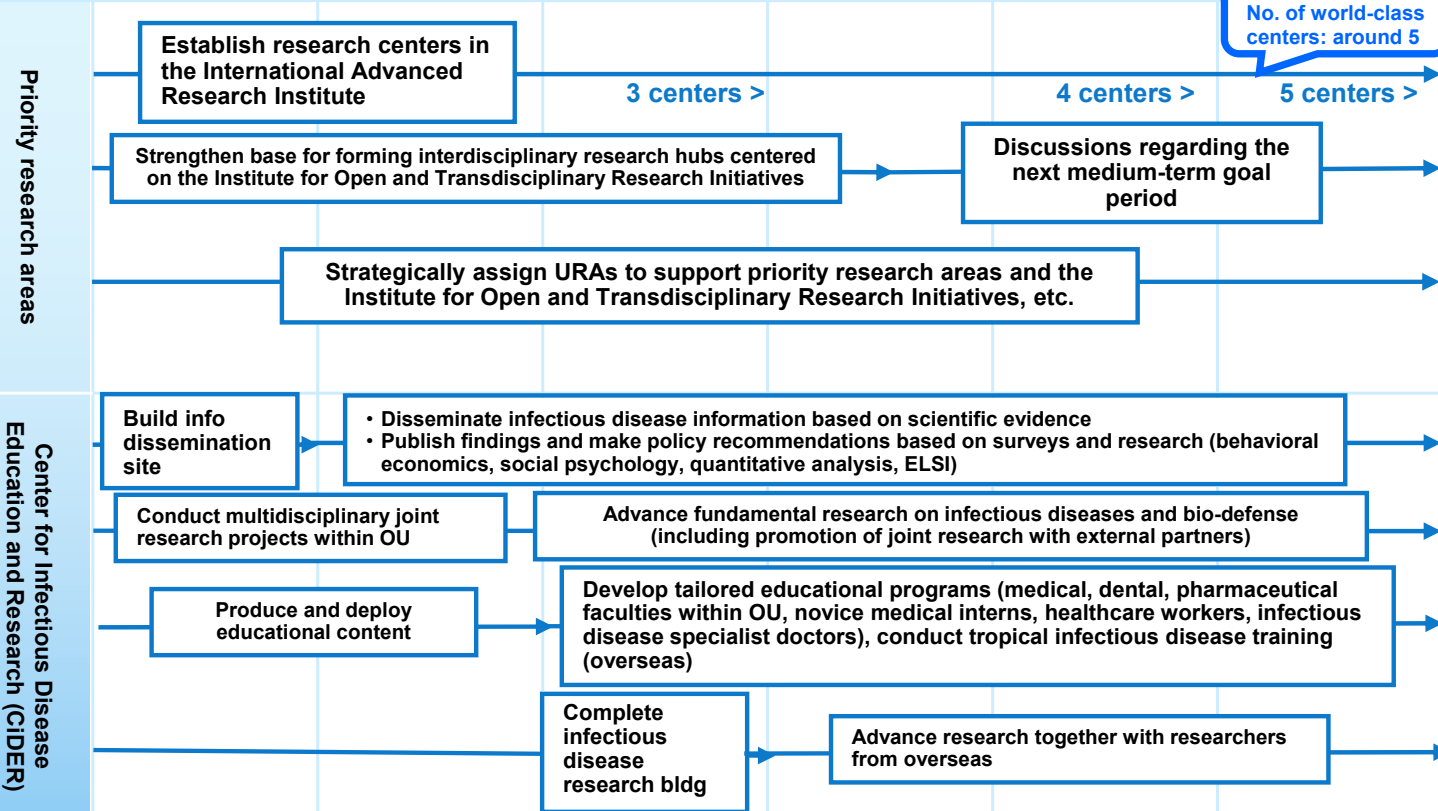 No. of world-class
centers: around 5
Priority research areas
Establish research centers in
the International Advanced
Research Institute
3 centers >
4 centers >
5 centers >
Strengthen base for forming interdisciplinary research hubs centered
on the Institute for Open and Transdisciplinary Research Initiatives
Discussions regarding the
next medium-term goal
period
Strategically assign URAs to support priority research areas and the
Institute for Open and Transdisciplinary Research Initiatives, etc.
Center for Infectious Disease
Education and Research (CiDER)
Build info
dissemination
site
• Disseminate infectious disease information based on scientific evidence
• Publish findings and make policy recommendations based on surveys and research (behavioral
economics, social psychology, quantitative analysis, ELSI)
Conduct multidisciplinary joint
research projects within OU
Advance fundamental research on infectious diseases and bio-defense
(including promotion of joint research with external partners)
Produce and deploy
educational content
Develop tailored educational programs (medical, dental, pharmaceutical
faculties within OU, novice medical interns, healthcare workers, infectious
disease specialist doctors), conduct tropical infectious disease training
(overseas)
Complete
infectious
disease
research bldg
Advance research together with researchers
from overseas